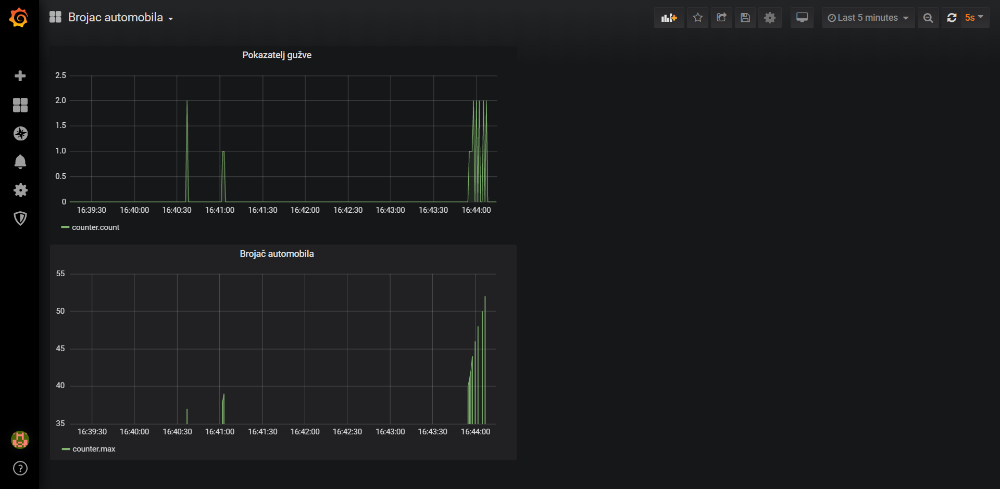 Brojac automobila
Last 5 minutes
5s
Pokazatelj gužve
2.5
2.0
1.5
1.0
0.5
0
16:39:30 16:40:00 16:40:30 16:41:00 16:41:30 16:42:00 16:42:30 16:43:00 16:43:30 16:44:00
counter.count
Brojač automobila
55
50
45
40
35
16:39:30 16:40:00 16:40:30 16:41:00 16:41:30 16:42:00 16:42:30 16:43:00 16:43:30 16:44:00
counter.max
?